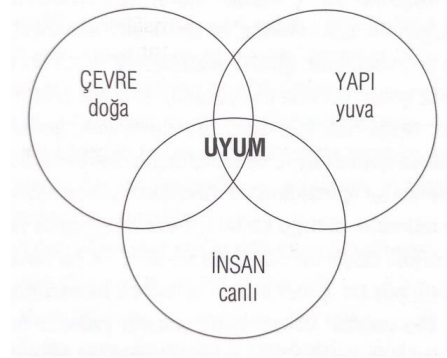 ÇEVRE
doğa
YAPI
yuva
UYUM
İNSAN
canlı